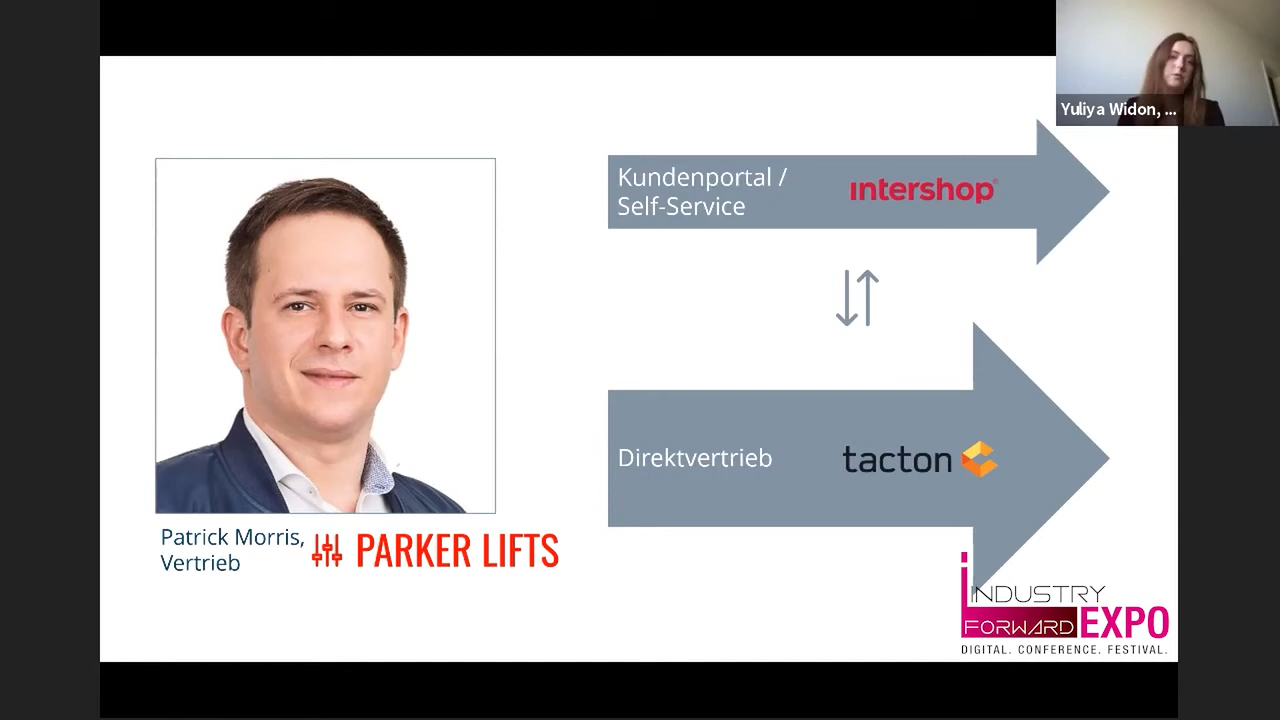 Yuliya Widon, ...
Kundenportal /
Self-Service
intershop®
Direktvertrieb
tacton
Patrick Morris,
Vertrieb
PARKER LIFTS
INDUSTRY
FORWARD EXPO
DIGITAL. CONFERENCE. FESTIVAL.